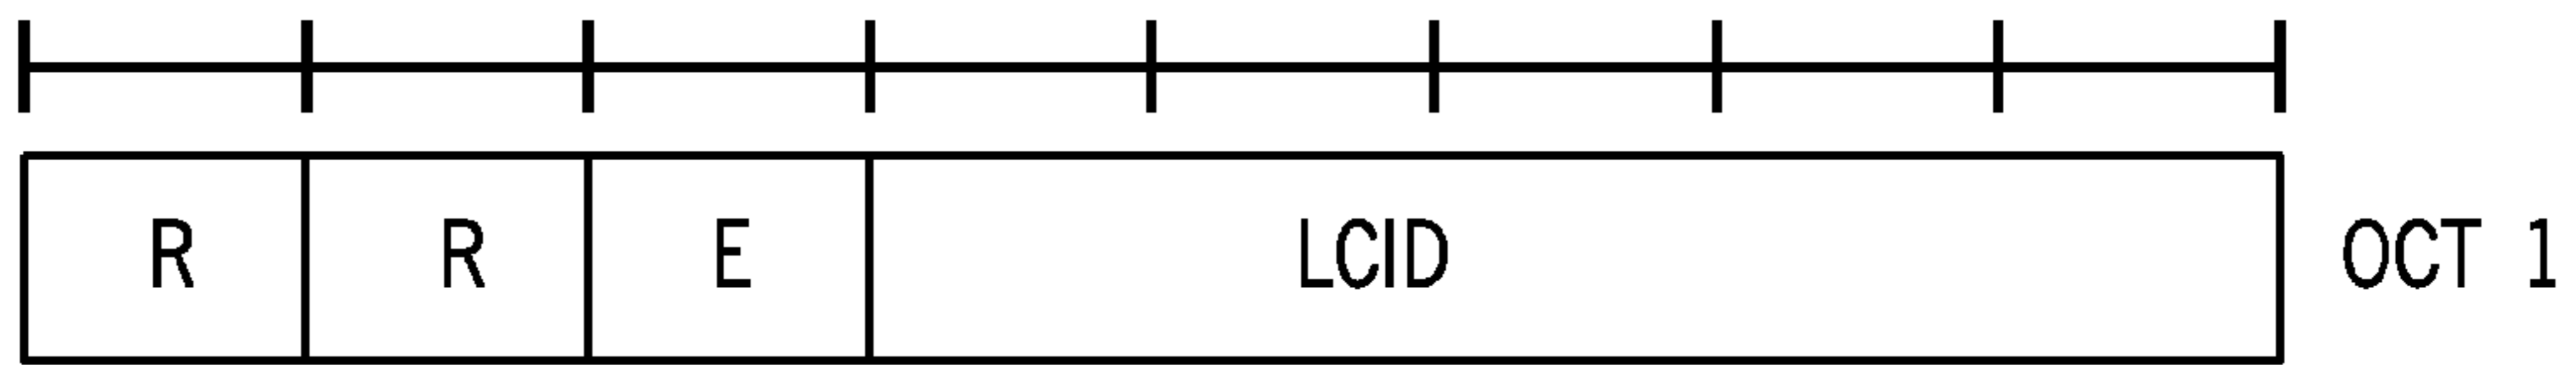 R R E LCID OCT 1